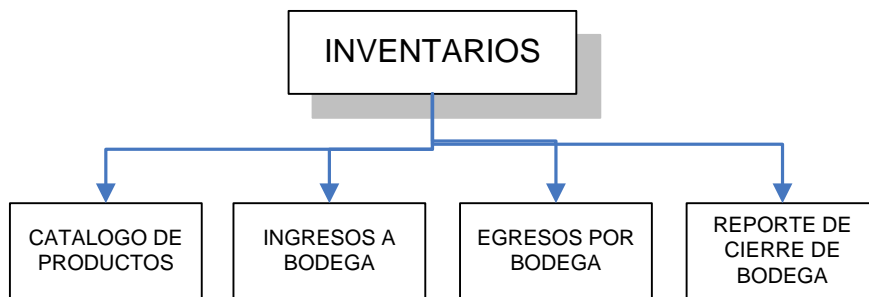 INVENTARIOS
CATALOGO DE
PRODUCTOS
INGRESOS A
BODEGA
EGRESOS POR
BODEGA
REPORTE DE
CIERRE DE
BODEGA